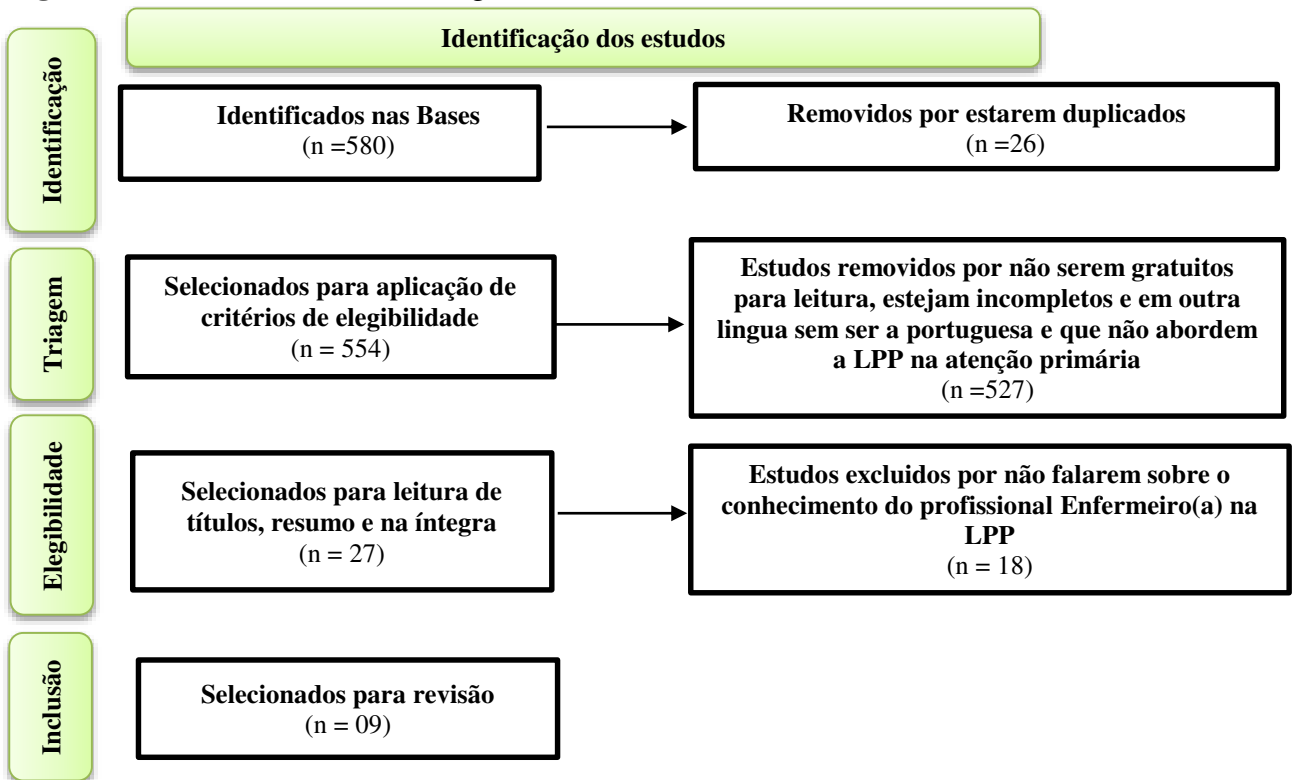 Identificação dos estudos
Identificação
Identificados nas Bases
(n =580)
Removidos por estarem duplicados
(n =26)
Triagem
Selecionados para aplicação de
critérios de elegibilidade
(n = 554)
Estudos removidos por não serem gratuitos
para leitura, estejam incompletos e em outra
lingua sem ser a portuguesa e que não abordem
a LPP na atenção primária
(n =527)
Elegibilidade
Selecionados para leitura de
títulos, resumo e na íntegra
(n = 27)
Estudos excluidos por não falarem sobre o
conhecimento do profissional Enfermeiro(a) na
LPP
(n = 18)
Inclusão
Selecionados para revisão
(n = 09)